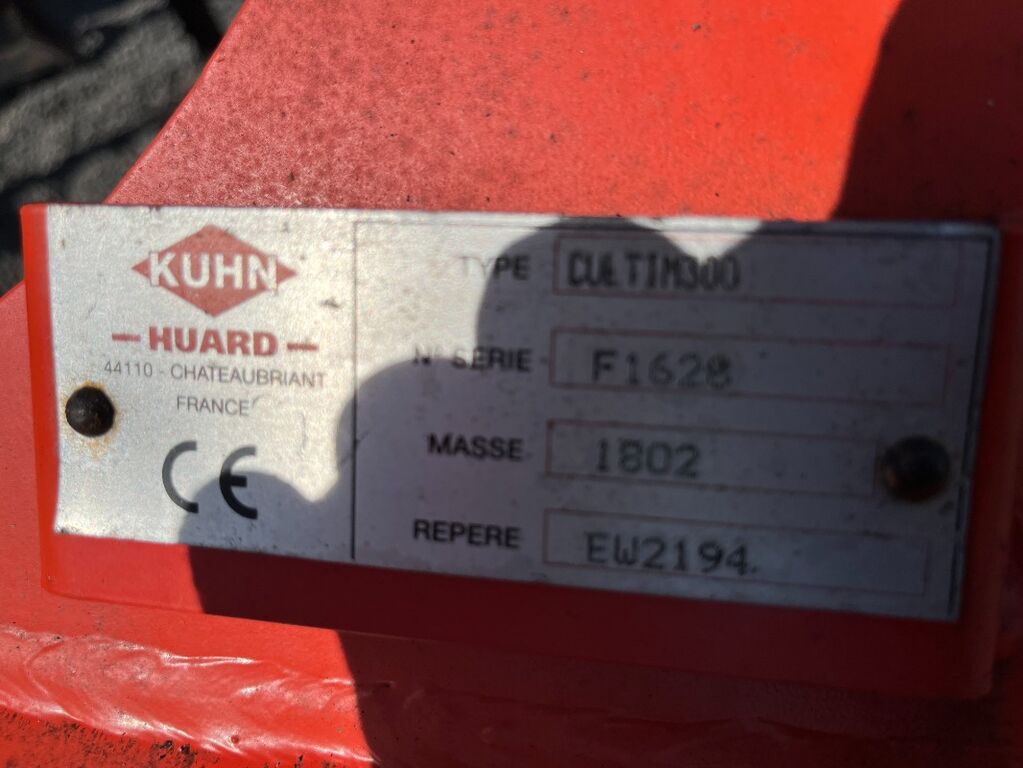 KUHN
HUARD
44110 - CHATEAUBRIANT
FRANCE
CE
TYPE CULTIM300
N° SERIE F1628
MASSE 1802
REPERE EW2194